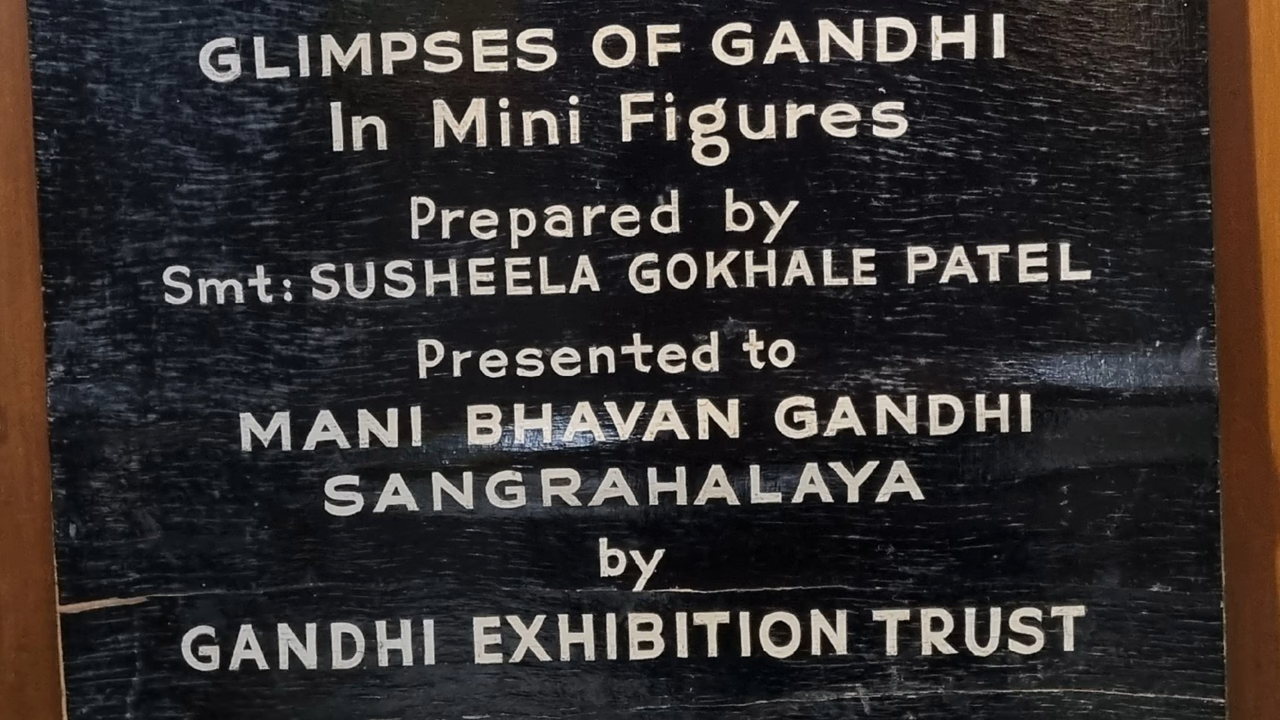 GLIMPSES OF GANDHI
In Mini Figures
Prepared by
Smt: SUSHEELA GOKHALE PATEL
Presented to
MANI BHAVAN GANDHI
SANGRAHALAYA
by
GANDHI EXHIBITION TRUST